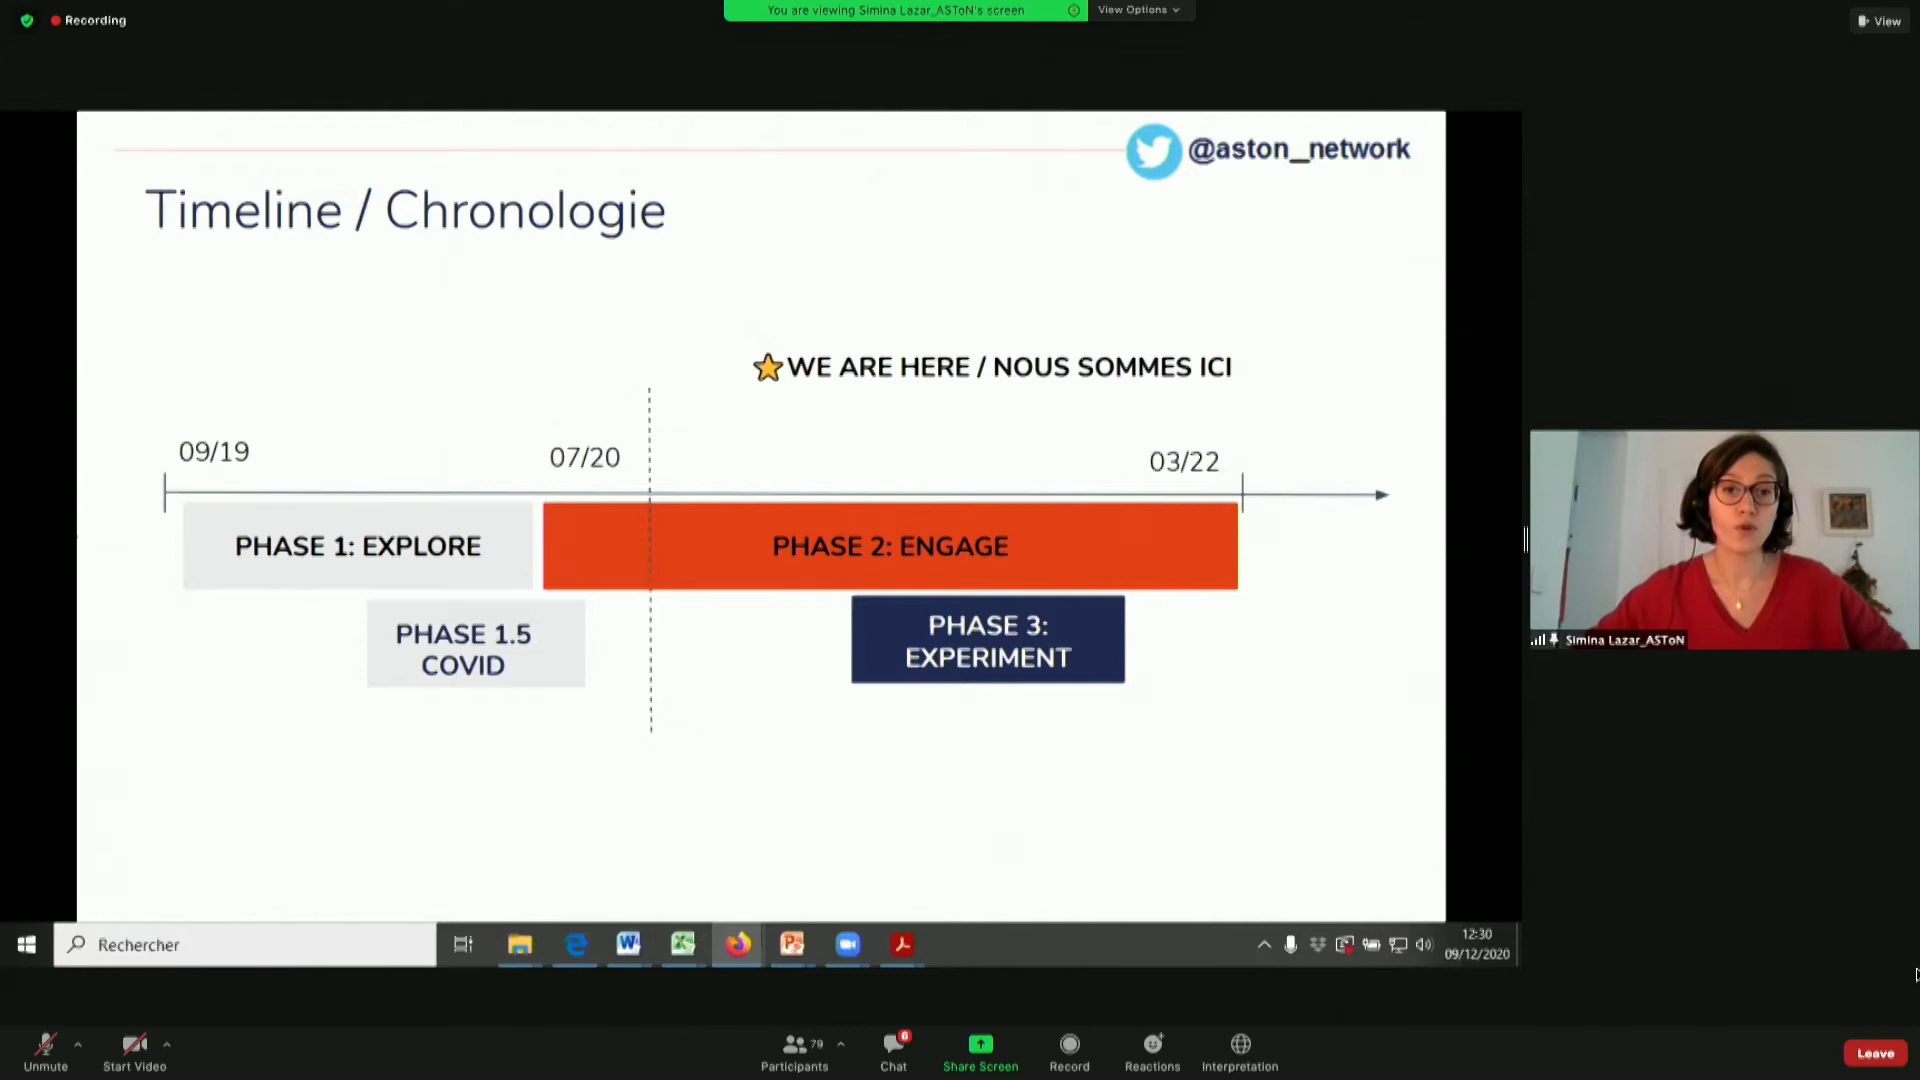 Recording
You are viewing Simina Lazar_ASToN's screen
View Options
View
@aston_network
Timeline / Chronologie
WE ARE HERE / NOUS SOMMES ICI
09/19
07/20
03/22
PHASE 1: EXPLORE
PHASE 2: ENGAGE
PHASE 1.5
COVID
PHASE 3:
EXPERIMENT
Simina Lazar_ASToN
Rechercher
12:30
09/12/2020
Unmute
Start Video
79
Participants
Chat
Share Screen
Record
Reactions
Interpretation
Leave